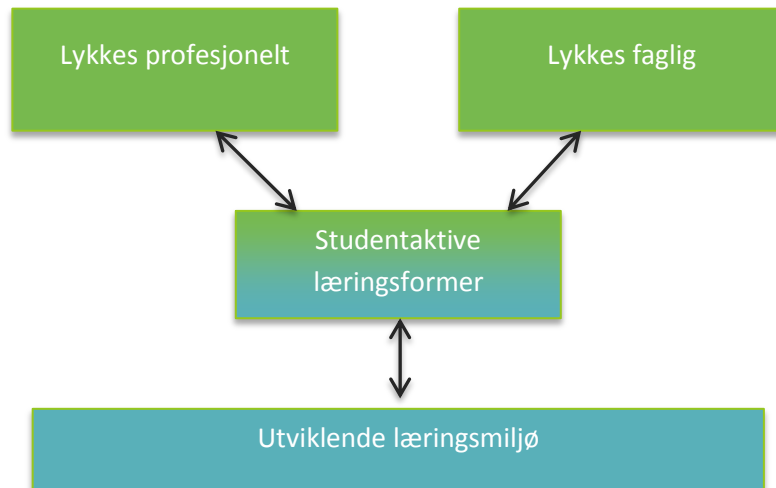 Lykkes profesjonelt
Lykkes faglig
Studentaktive
læringsformer
Utviklende læringsmiljø